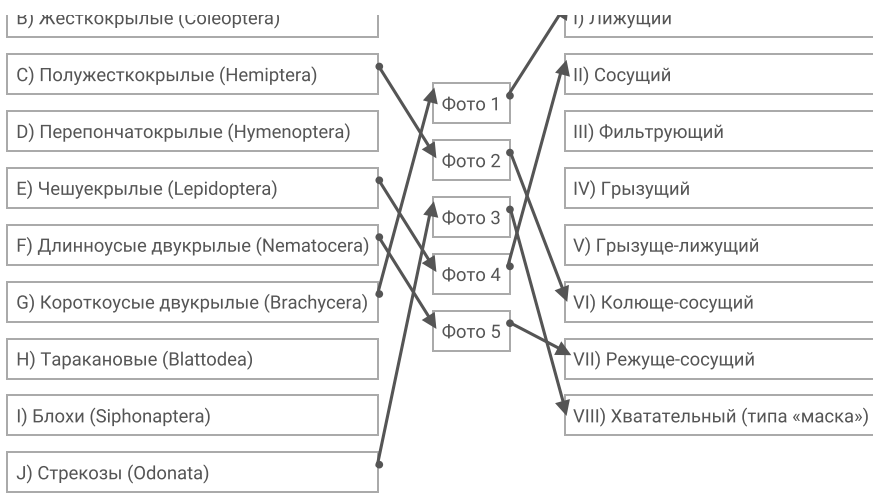 B) Жесткокрылые (Coleoptera)
C) Полужесткокрылые (Hemiptera)
D) Перепончатокрылые (Hymenoptera)
E) Чешуекрылые (Lepidoptera)
F) Длинноусые двукрылые (Nematocera)
G) Короткоусые двукрылые (Brachycera)
H) Таракановые (Blattodea)
I) Блохи (Siphonaptera)
J) Стрекозы (Odonata)
Фото 1
Фото 2
Фото 3
Фото 4
Фото 5
I) Лижущий
II) Сосущий
III) Фильтрующий
IV) Грызущий
V) Грызуще-лижущий
VI) Колюще-сосущий
VII) Режуще-сосущий
VIII) Хватательный (типа «маска»)